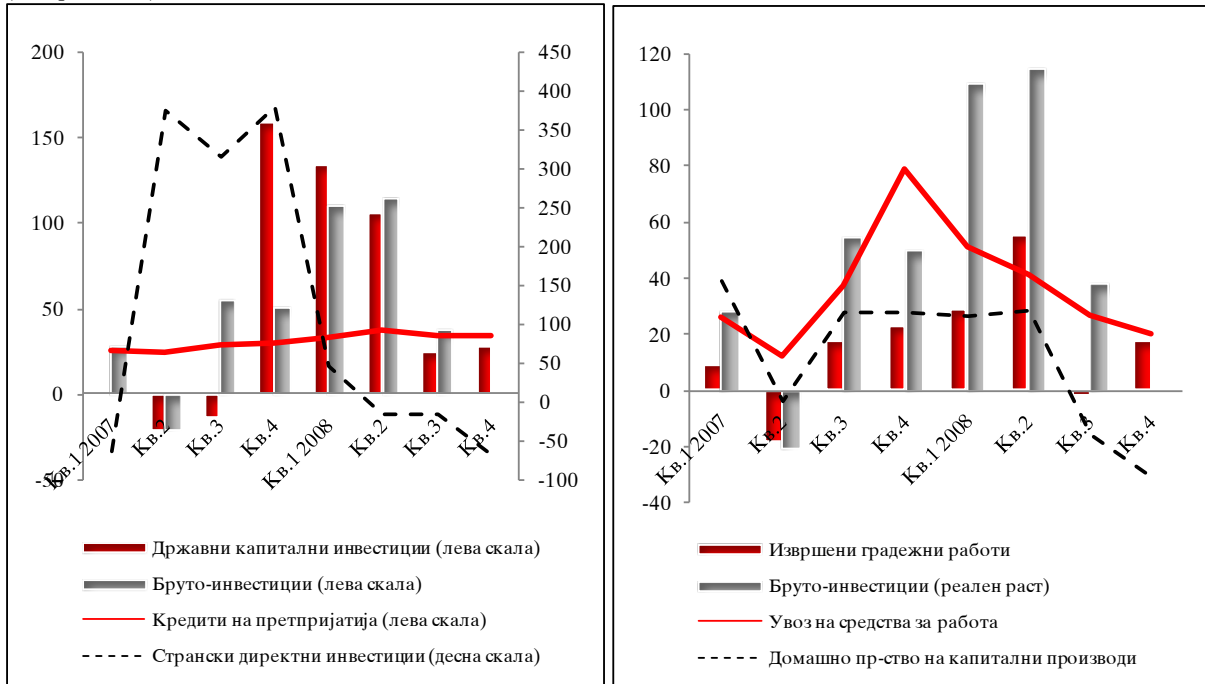 200
150
100
50
0
-50
450
400
350
300
250
200
150
100
50
0
-50
-100
Кв.1 2007
Кв.2
Кв.3
Кв.4
Кв.1 2008
Кв.2
Кв.3
Кв.4
Државни капитални инвестиции (лева скала)
Бруто-инвестиции (лева скала)
Кредити на претпријатија (лева скала)
Странски директни инвестиции (десна скала)
120
100
80
60
40
20
0
-20
-40
Кв.1 2007
Кв.2
Кв.3
Кв.4
Кв.1 2008
Кв.2
Кв.3
Кв.4
Извршени градежни работи
Бруто-инвестиции (реален раст)
Увоз на средства за работа
Домашно пр-ство на капитални производи